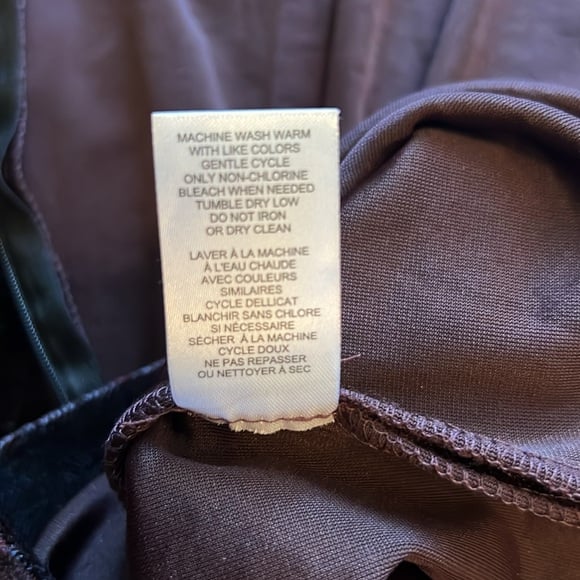 MACHINE WASH WARM
WITH LIKE COLORS
GENTLE CYCLE
ONLY NON-CHLORINE
BLEACH WHEN NEEDED
TUMBLE DRY LOW
DO NOT IRON
OR DRY CLEAN
LAVER À LA MACHINE
À L'EAU CHAUDE
AVEC COULEURS
SIMILAIRES
CYCLE DELLICAT
BLANCHIR SANS CHLORE
SI NÉCESSAIRE
SÉCHER À LA MACHINE
CYCLE DOUX
NE PAS REPASSER
OU NETTOYER À SEC